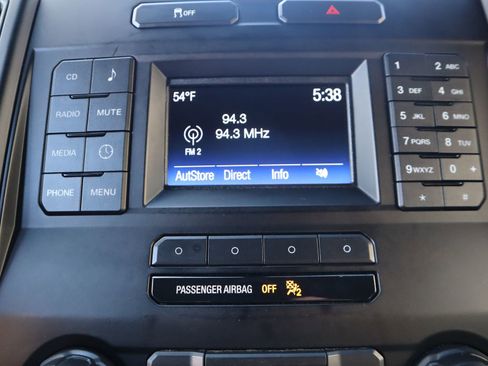 OFF
CD
RADIO
MUTE
MEDIA
PHONE
MENU
54°F
5:38
94.3
94.3 MHz
FM 2
AutStore Direct Info
1
2 ABC
3 DEF
4 GHI
5 JKL
6 MNO
7 PQRS
8 TUV
9 WXYZ
0 +
*
#
PASSENGER AIRBAG OFF 2